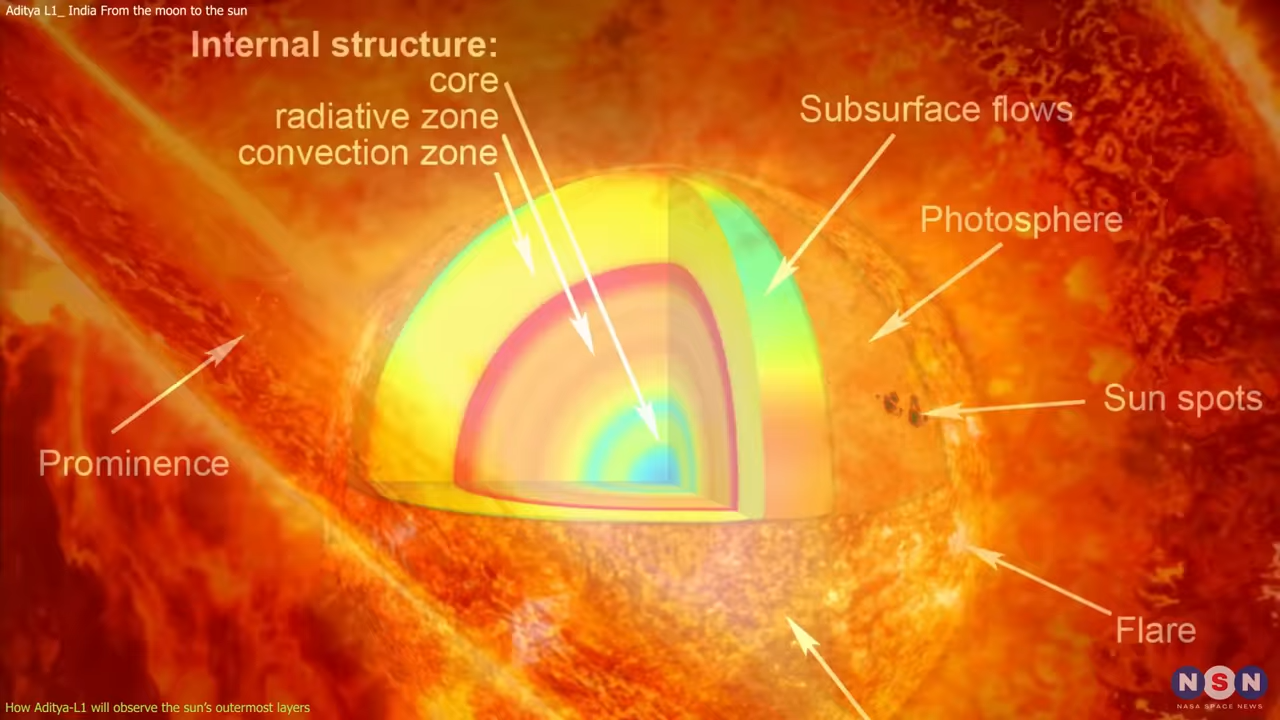 Aditya L1_ India From the moon to the sun
Internal structure:
core
radiative zone
convection zone
Subsurface flows
Photosphere
Sun spots
Prominence
Flare
NSN
NASA SPACE NEWS
How Aditya-L1 will observe the sun's outermost layers